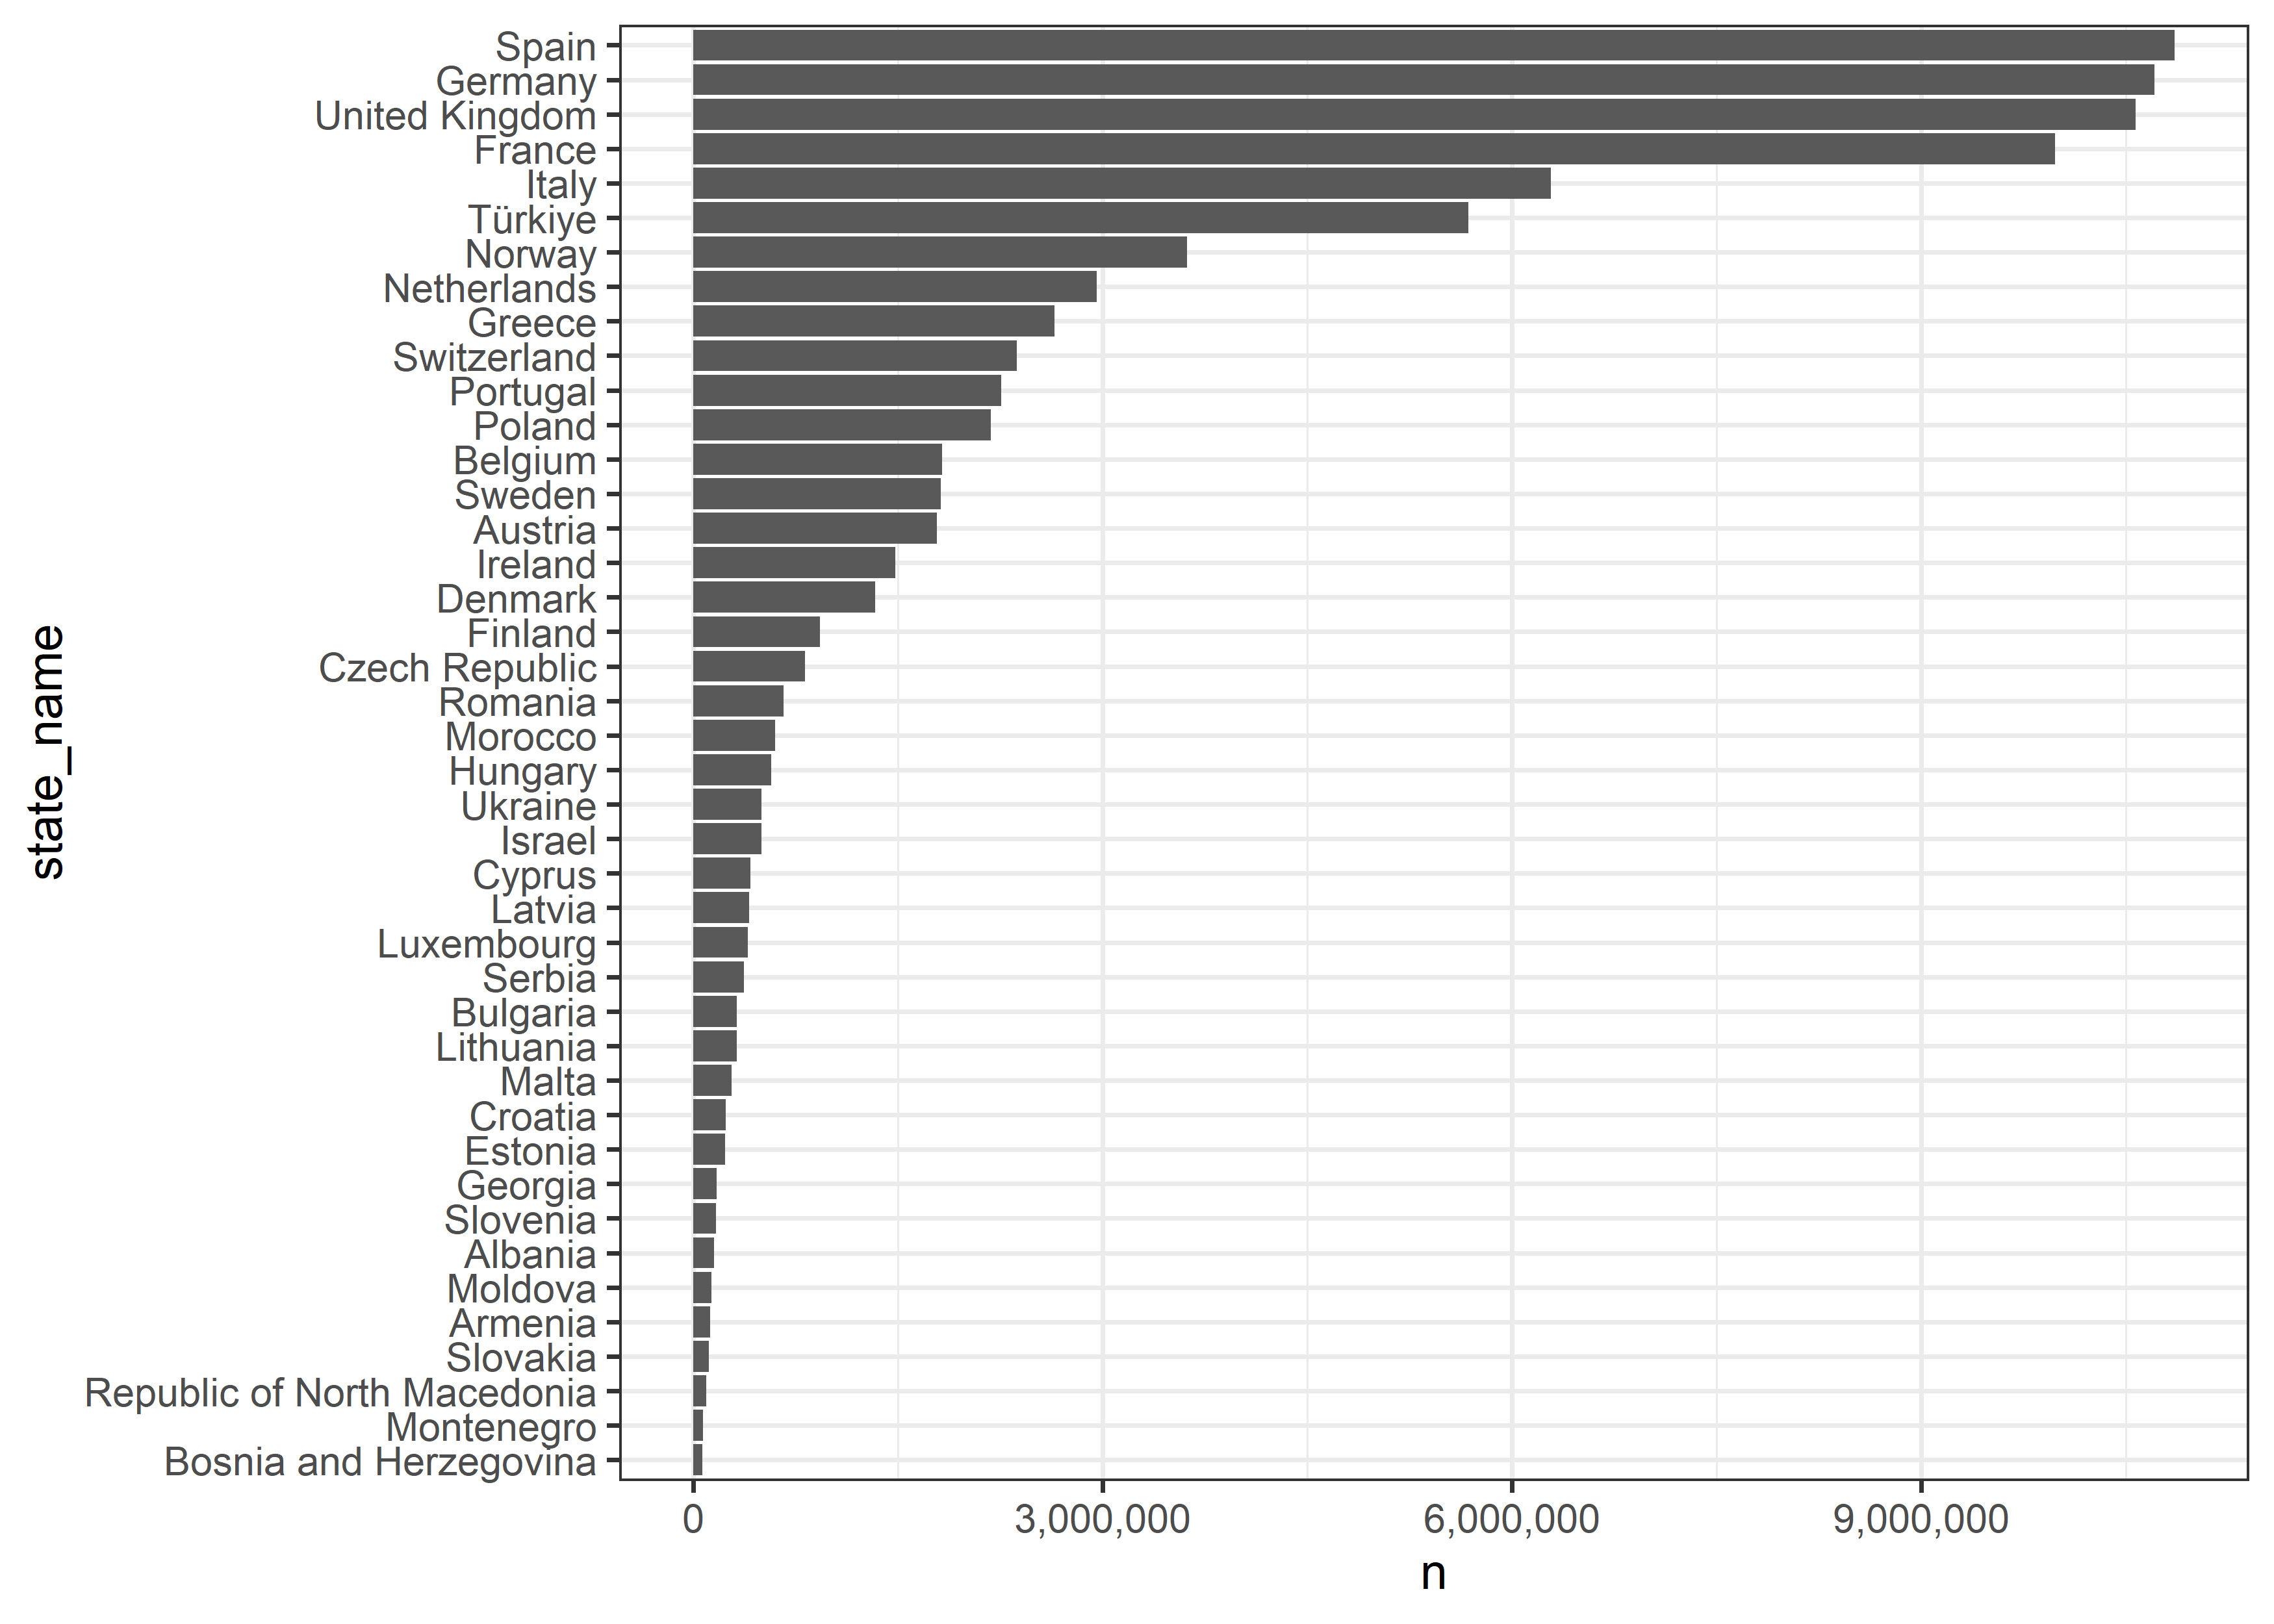 Spain
Germany
United Kingdom
France
Italy
Türkiye
Norway
Netherlands
Greece
Switzerland
Portugal
Poland
Belgium
Sweden
Austria
Ireland
Denmark
Finland
Czech Republic
Romania
Morocco
Hungary
Ukraine
Israel
Cyprus
Latvia
Luxembourg
Serbia
Bulgaria
Lithuania
Malta
Croatia
Estonia
Georgia
Slovenia
Albania
Moldova
Armenia
Slovakia
Republic of North Macedonia
Montenegro
Bosnia and Herzegovina
state_name
0 3,000,000 6,000,000 9,000,000
n